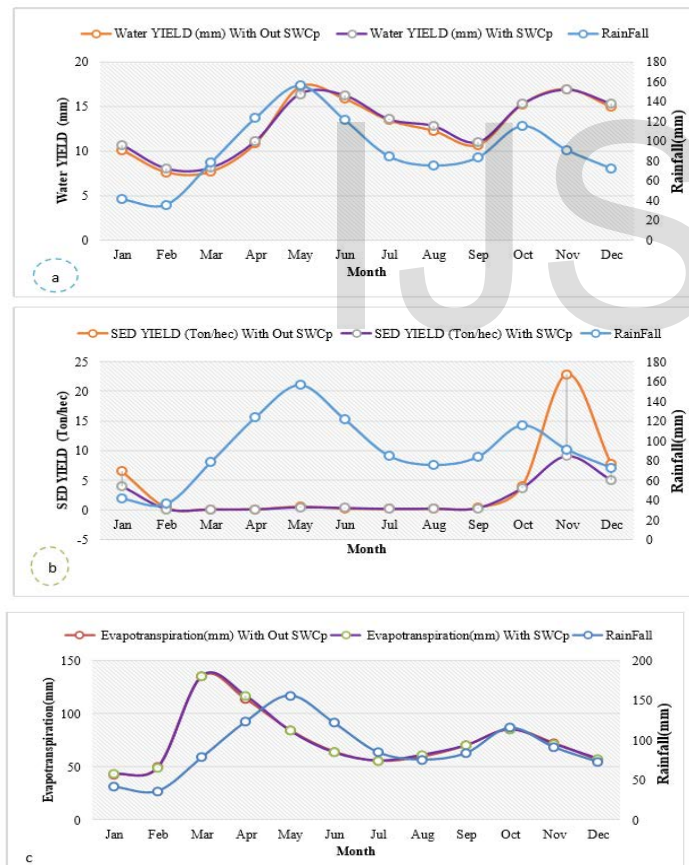 Water YIELD (mm) With Out SWCp Water YIELD (mm) With SWCp RainFall
20 180
160
15 140
120
10 100
80
5 60
40
20
0 0
Water YIELD (mm)
Rainfall(mm)
Jan Feb Mar Apr May Jun Jul Aug Sep Oct Nov Dec
Month
a
IJS
SED YIELD (Ton/hec) With Out SWCp SED YIELD (Ton/hec) With SWCp RainFall
25 180
20 160
15 140
10 120
5 100
0 80
-5 60
40
20
0
SED YIELD (Ton/hec)
Rainfall(mm)
Jan Feb Mar Apr May Jun Jul Aug Sep Oct Nov Dec
Month
b
Evapotranspiration(mm) With Out SWCp Evapotranspiration(mm) With SWCp RainFall
150 200
100 150
100
50 50
0 0
Evapotranspiration(mm)
Rainfall(mm)
Jan Feb Mar Apr May Jun Jul Aug Sep Oct Nov Dec
Month
c